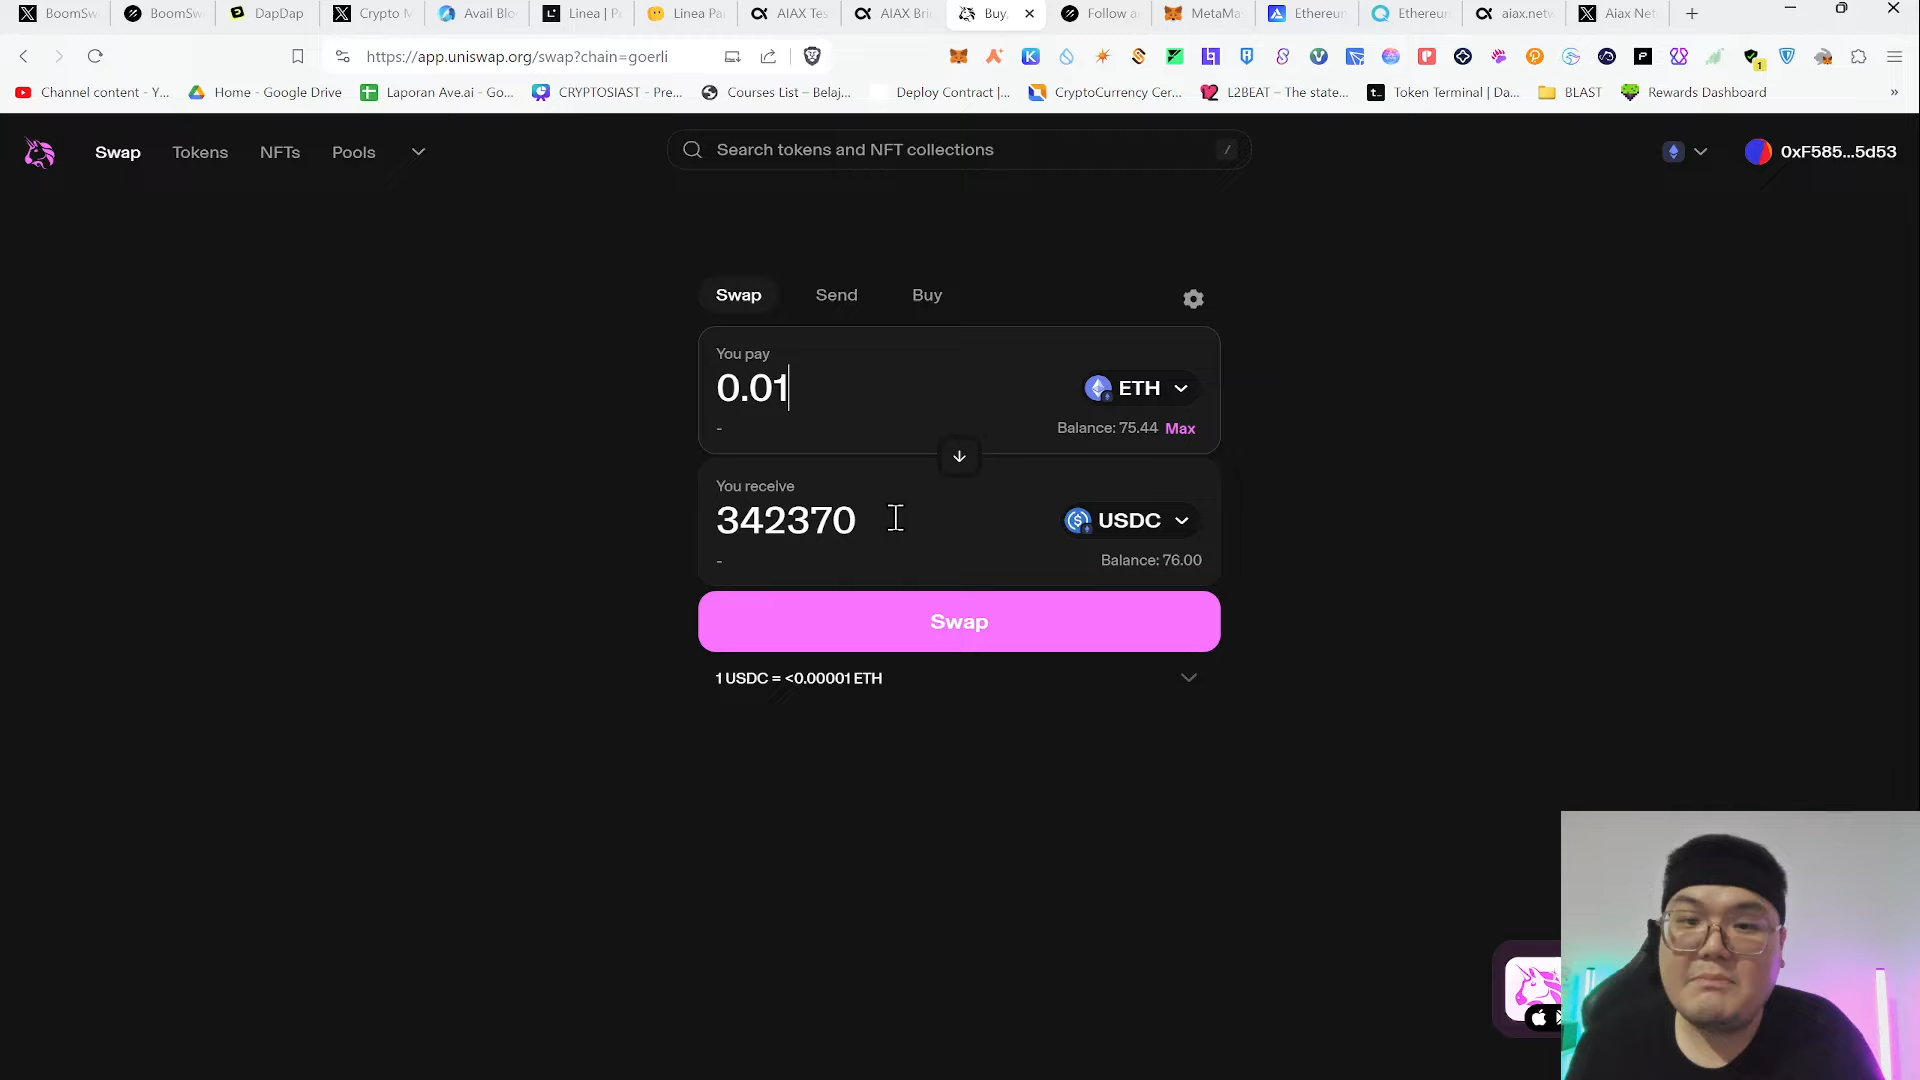 BoomSw
BoomSw
DapDap
Crypto M
Avail Blo
Linea | P
Linea Pa
AIAX Tes
AIAX Bri
Buy,
Follow a
MetaMa
Ethereum
Ethereum
aiax.netw
Aiax Net
https://app.uniswap.org/swap?chain=goerli
1
Channel content - Y...
Home - Google Drive
Laporan Ave.ai - Go...
CRYPTOSIAST - Pre...
Courses List – Belaj...
Deploy Contract |...
CryptoCurrency Cer...
L2BEAT – The state...
Token Terminal | Da...
BLAST
Rewards Dashboard
»
Swap
Tokens
NFTs
Pools
Search tokens and NFT collections
/
0xF585...5d53
Swap
Send
Buy
You pay
0.01
ETH
-
Balance: 75.44 Max
You receive
342370
USDC
-
Balance: 76.00
Swap
1 USDC = <0.00001 ETH